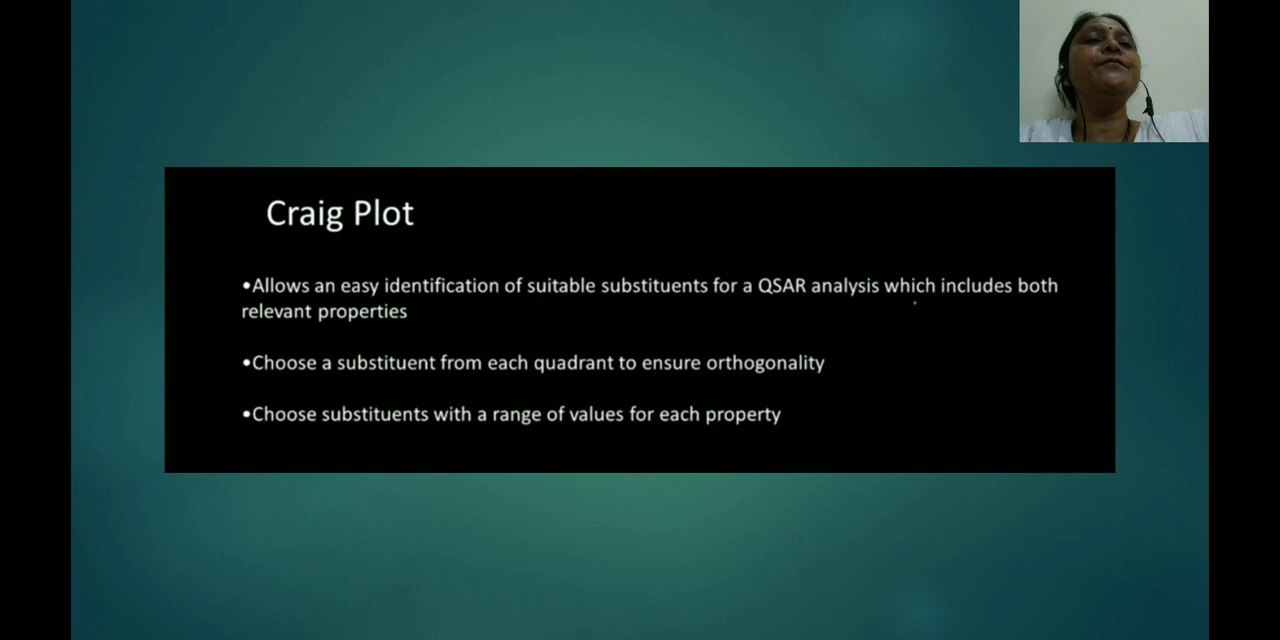 Craig Plot
•Allows an easy identification of suitable substituents for a QSAR analysis which includes both
relevant properties
•Choose a substituent from each quadrant to ensure orthogonality
•Choose substituents with a range of values for each property